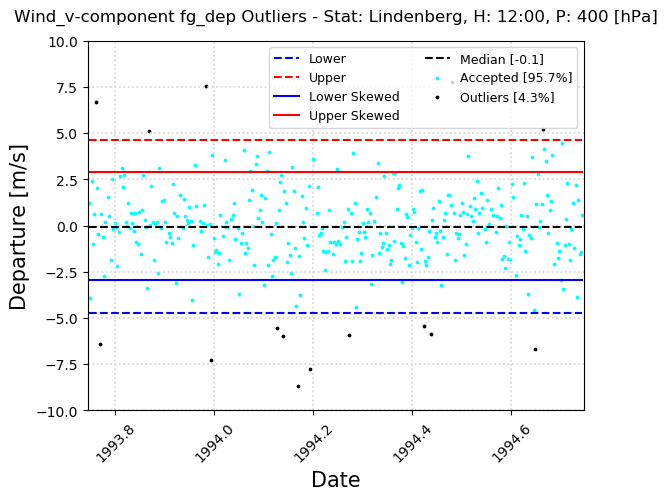 Wind_v-component fg_dep Outliers - Stat: Lindenberg, H: 12:00, P: 400 [hPa]
10.0
7.5
5.0
2.5
0.0
−2.5
−5.0
−7.5
−10.0
Departure [m/s]
Lower
Upper
Lower Skewed
Upper Skewed
Median [-0.1]
Accepted [95.7%]
Outliers [4.3%]
1993.8
1994.0
1994.2
1994.4
1994.6
Date